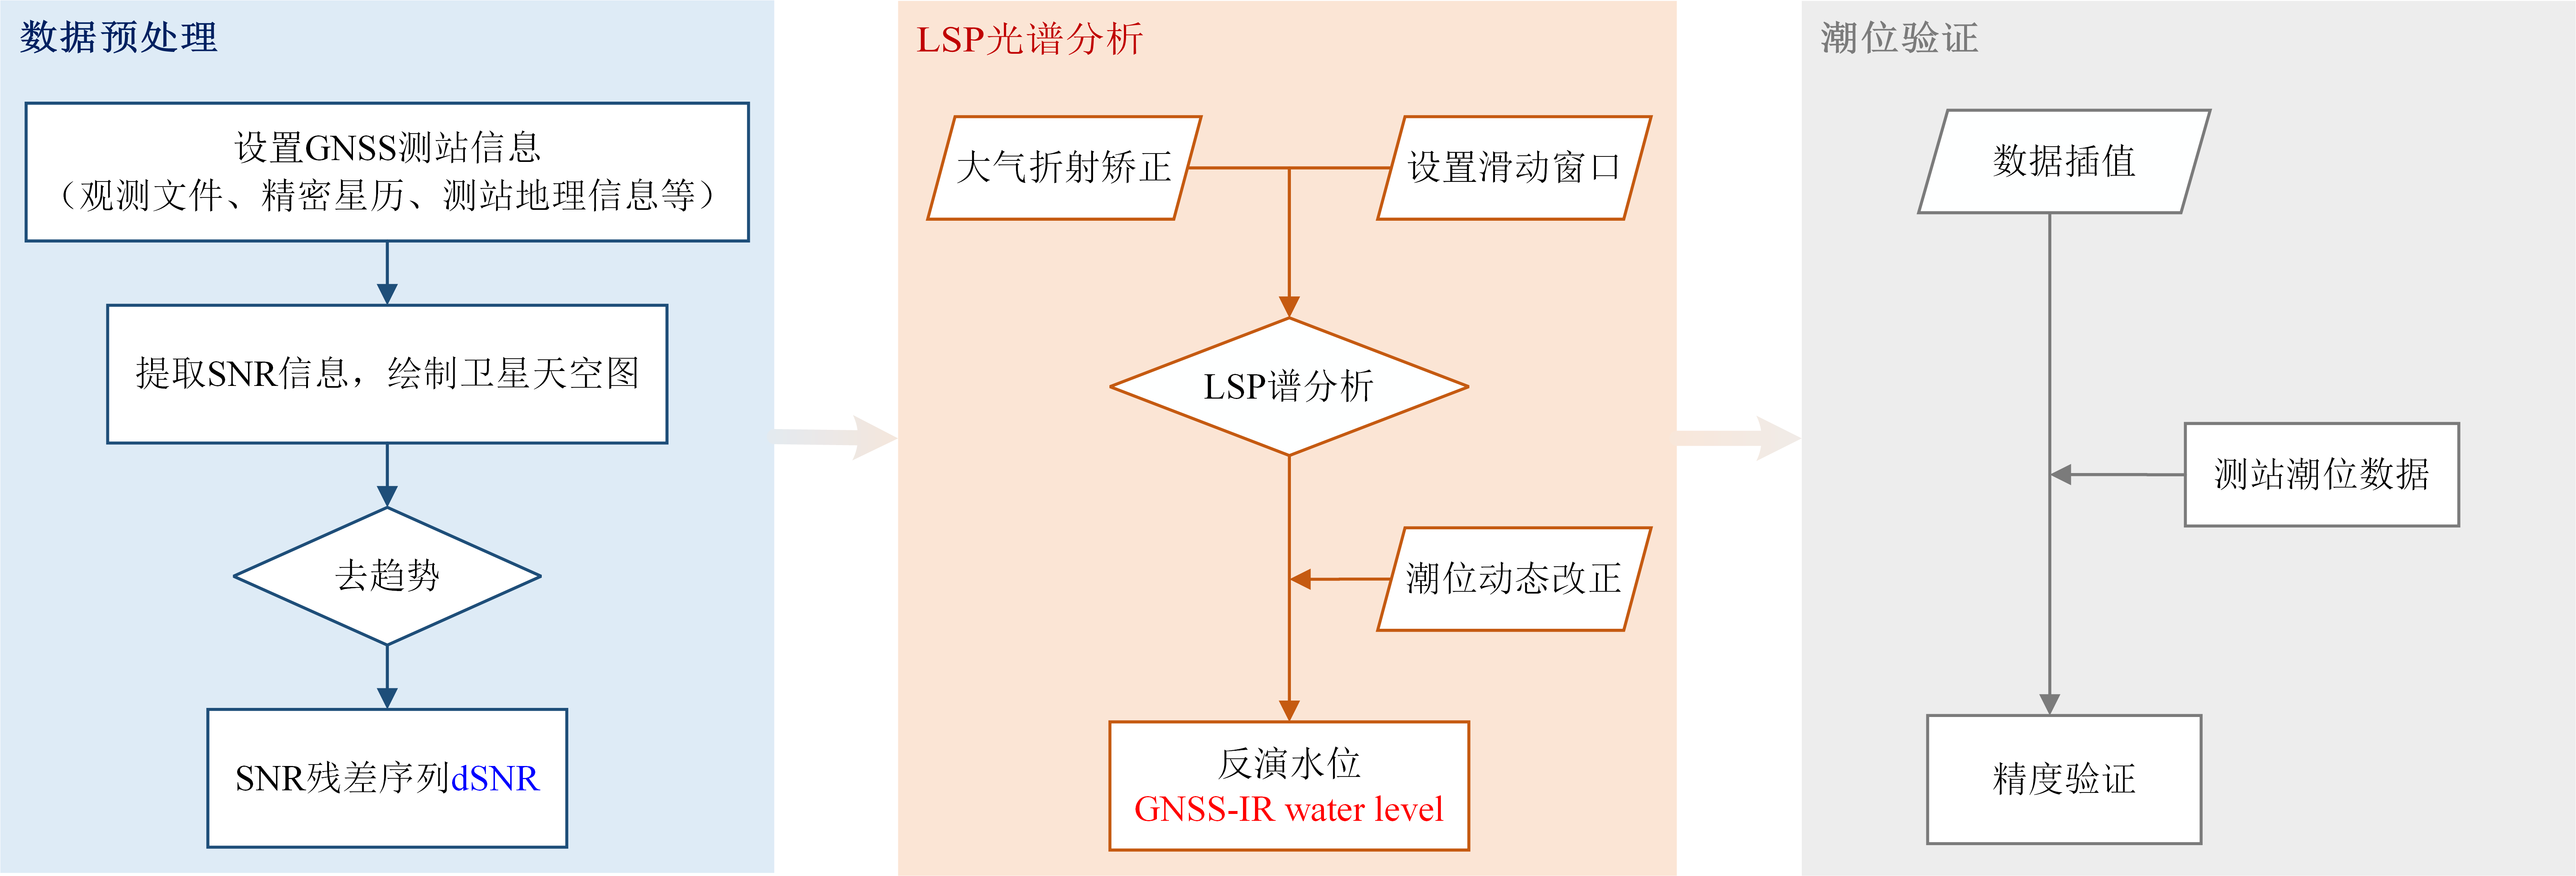 数据预处理
设置GNSS测站信息
（观测文件、精密星历、测站地理信息等）
提取SNR信息，绘制卫星天空图
去趋势
SNR残差序列dSNR
LSP光谱分析
大气折射矫正
设置滑动窗口
LSP谱分析
潮位动态改正
反演水位
GNSS-IR water level
潮位验证
数据插值
测站潮位数据
精度验证